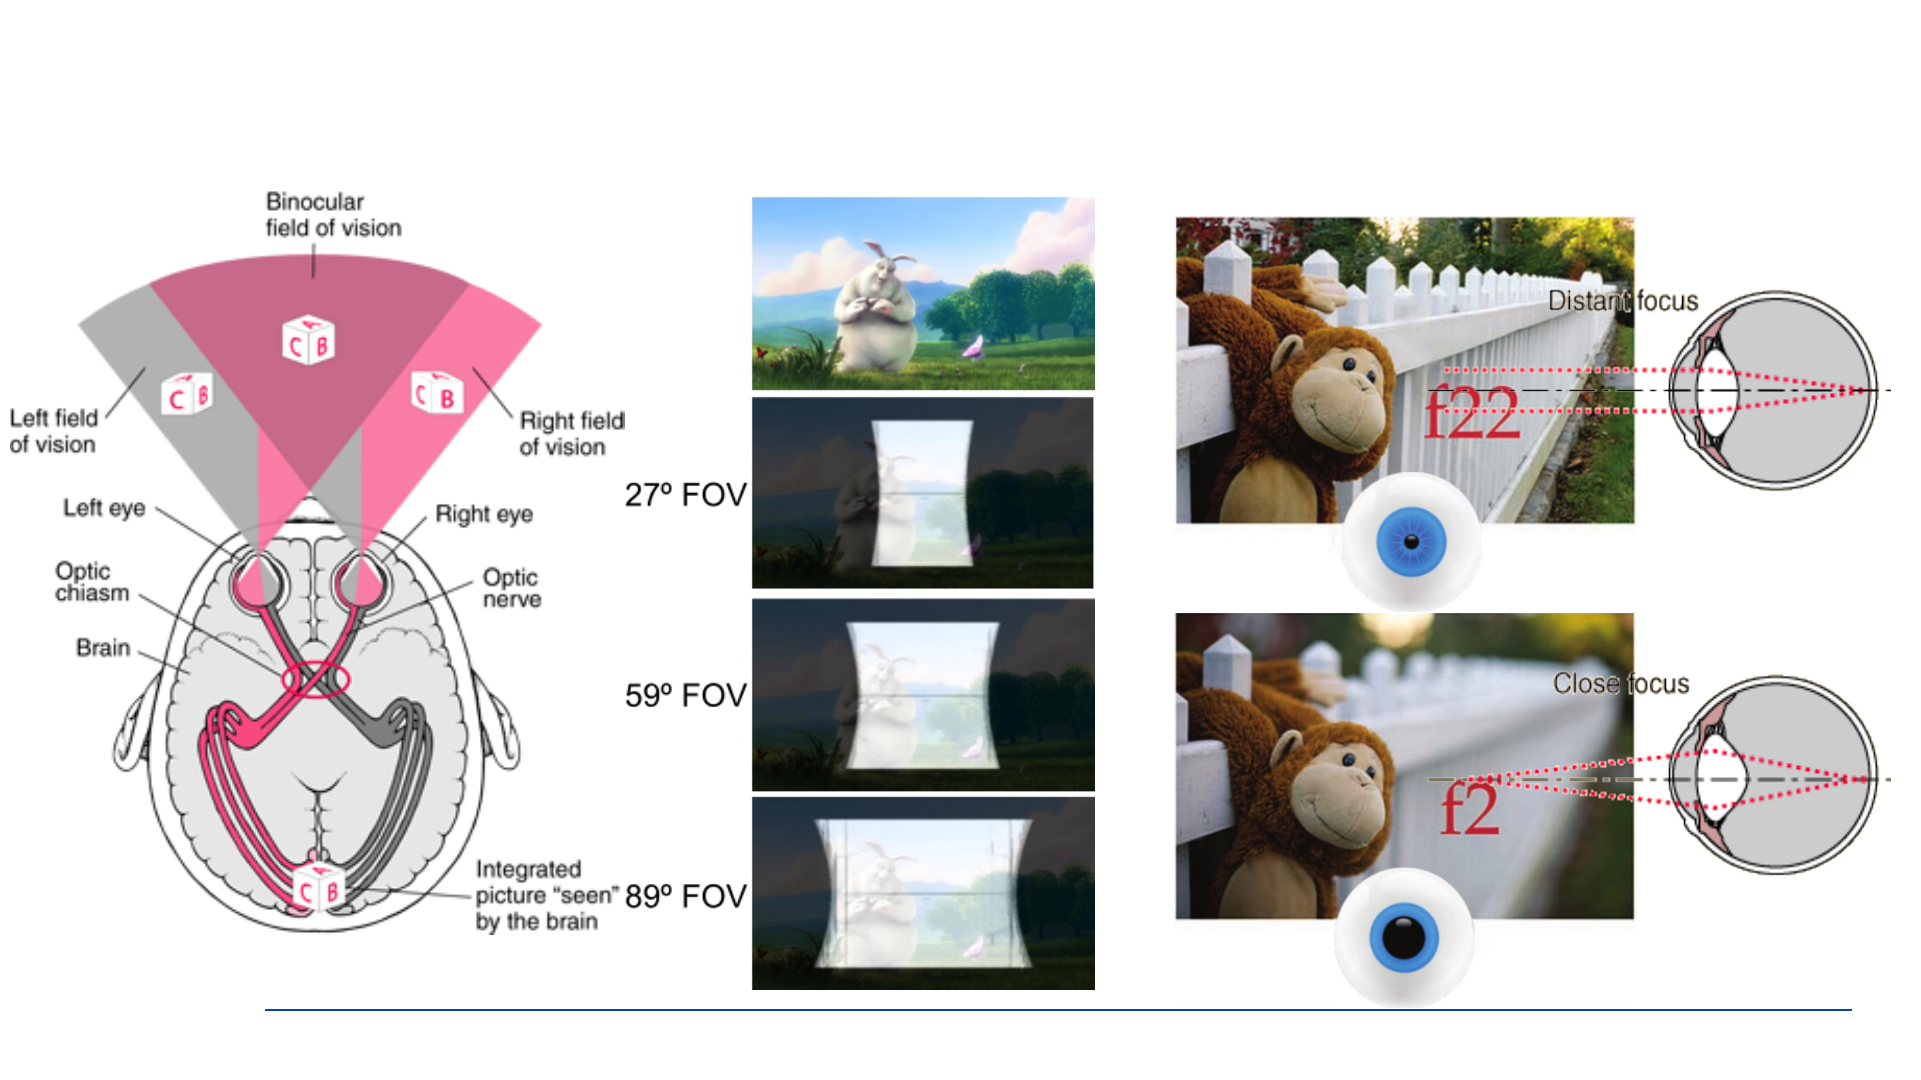 Binocular
field of vision
A
C B
C B
A
C B
Left field
of vision
Right field
of vision
Left eye
Right eye
Optic
chiasm
Optic
nerve
Brain
C B
Integrated
picture “seen”
by the brain
27º FOV
59º FOV
89º FOV
Distant focus
f22
Close focus
f2